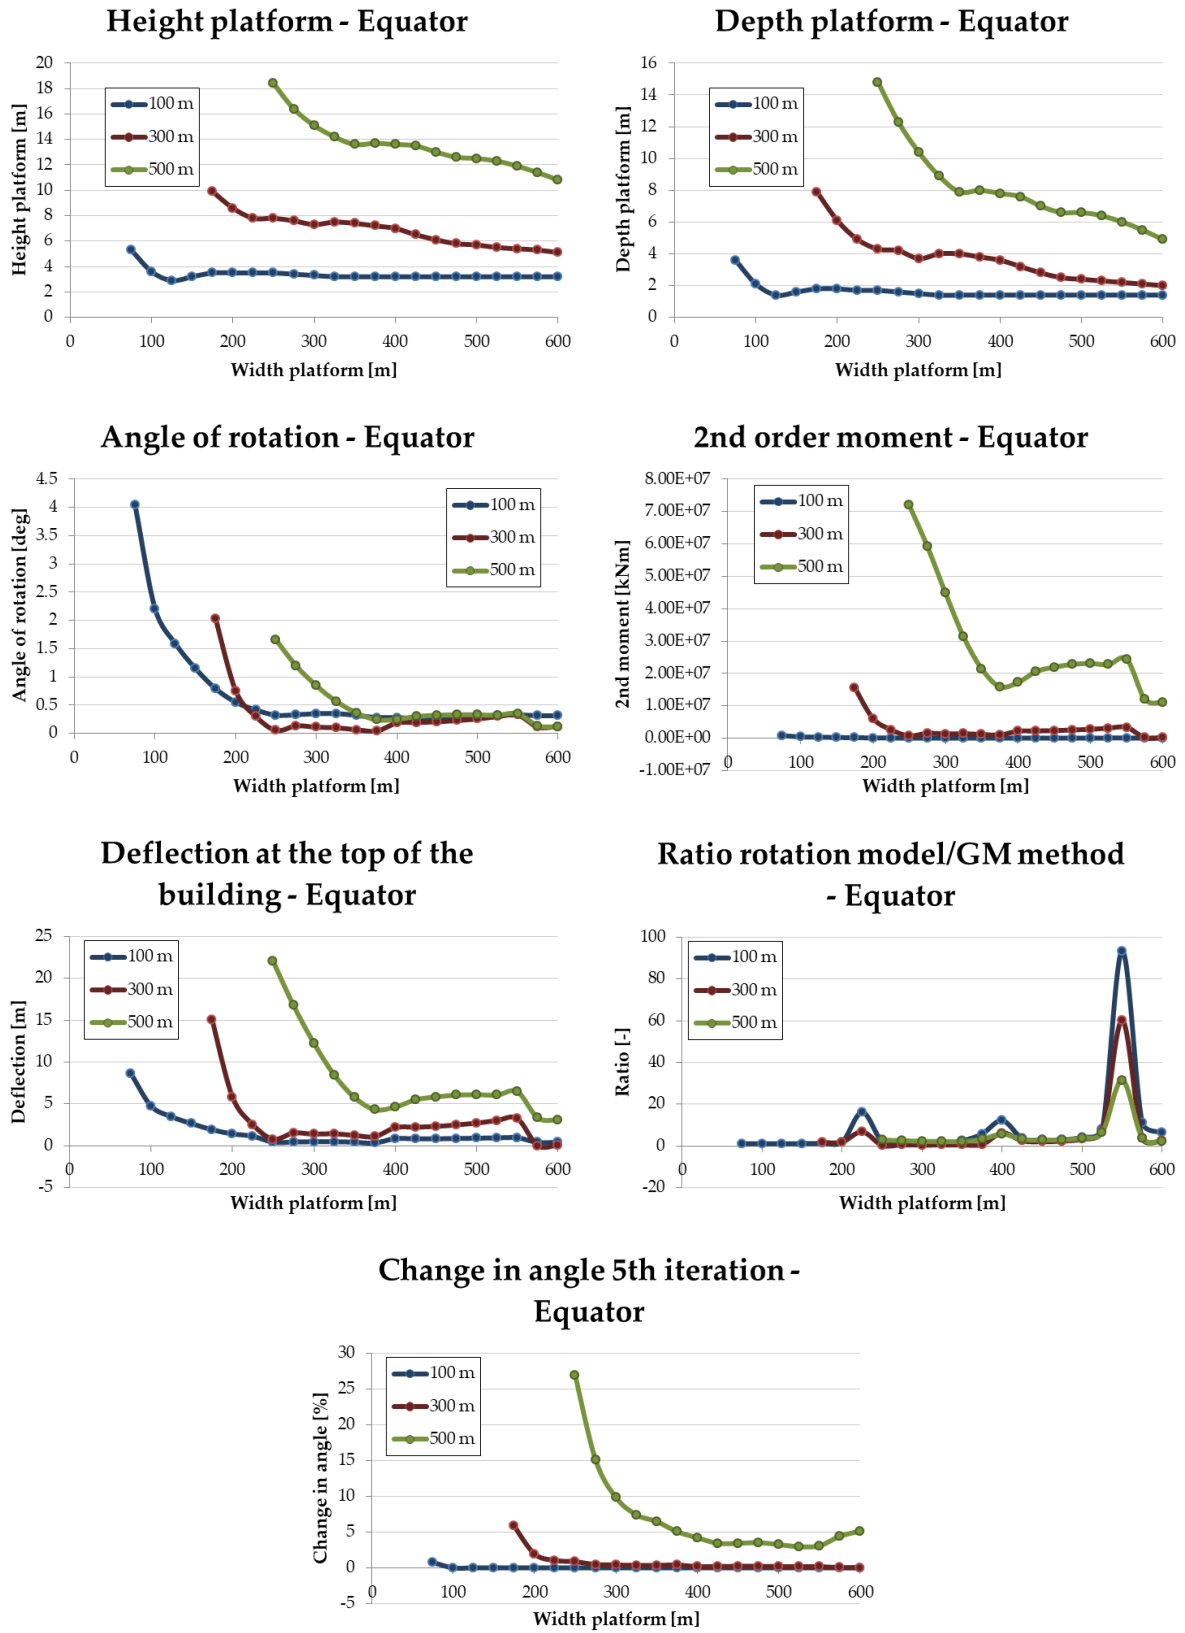 Height platform - Equator
20
18
16
14
12
10
8
6
4
2
0
Height platform [m]
100 m
300 m
500 m
0 100 200 300 400 500 600
Width platform [m]
Depth platform - Equator
16
14
12
10
8
6
4
2
0
Depth platform [m]
100 m
300 m
500 m
0 100 200 300 400 500 600
Width platform [m]
Angle of rotation - Equator
4.5
4
3.5
3
2.5
2
1.5
1
0.5
0
Angle of rotation [deg]
100 m
300 m
500 m
0 100 200 300 400 500 600
Width platform [m]
2nd order moment - Equator
8.00E+07
7.00E+07
6.00E+07
5.00E+07
4.00E+07
3.00E+07
2.00E+07
1.00E+07
0.00E+00
-1.00E+07
2nd moment [kNm]
100 m
300 m
500 m
0 100 200 300 400 500 600
Width platform [m]
Deflection at the top of the
building - Equator
25
20
15
10
5
0
-5
Deflection [m]
100 m
300 m
500 m
0 100 200 300 400 500 600
Width platform [m]
Ratio rotation model/GM method
- Equator
100
80
60
40
20
0
-20
Ratio [-]
100 m
300 m
500 m
0 100 200 300 400 500 600
Width platform [m]
Change in angle 5th iteration -
Equator
30
25
20
15
10
5
0
-5
Change in angle [%]
100 m
300 m
500 m
0 100 200 300 400 500 600
Width platform [m]